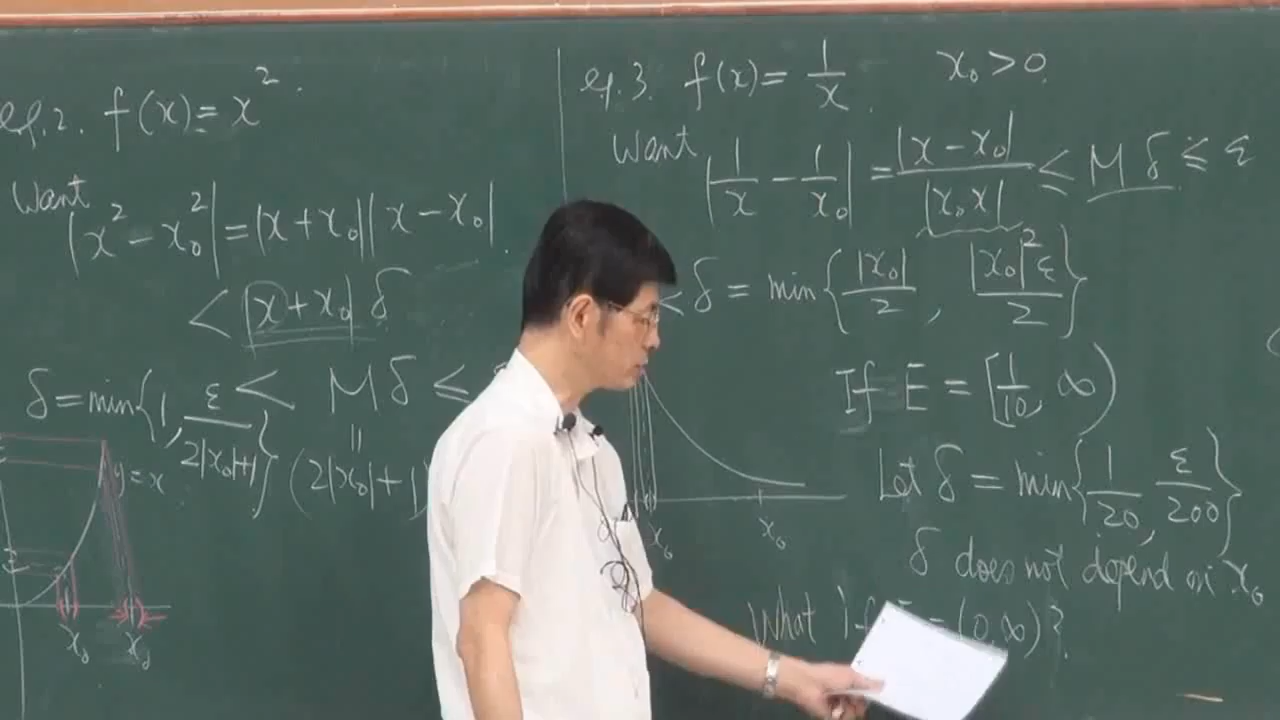 eg.2. f(x) = x².
Want
|x² - x₀²| = |x + x₀||x - x₀|.
< |x + x₀| δ
< Mδ ≤
δ = min{1, ε/(2|x₀|+1)}
॥
(2|x₀|+1)
y = x
x₀ x₀
eg.3. f(x) = 1/x. x₀ > 0.
Want |1/x - 1/x₀| = |x - x₀|/|x₀x| ≤ Mδ ≤ ε
< δ = min{|x₀|/2, |x₀|²ε/2}
If E = [1/10, ∞)
x₀ x₀
Let δ = min{1/20, ε/200}
δ does not depend on x₀
What if = (0,∞)?